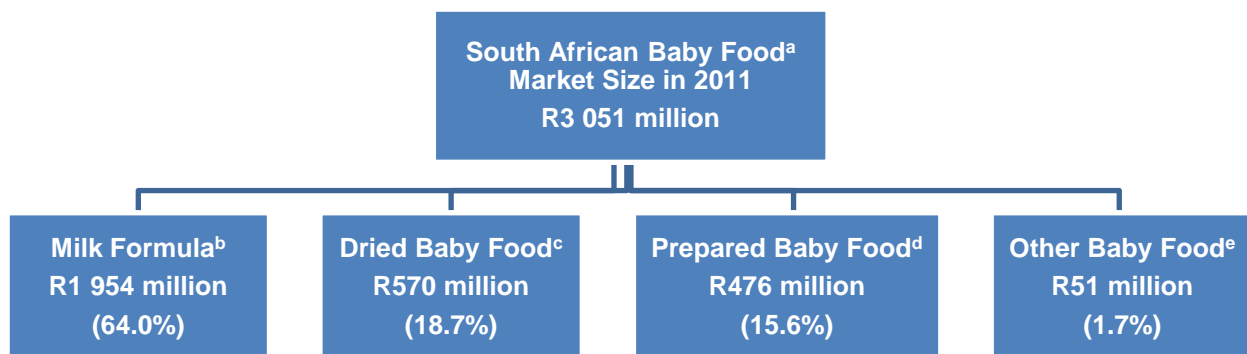 South African Baby Foodᵃ
Market Size in 2011
R3 051 million
Milk Formulaᵇ
R1 954 million
(64.0%)
Dried Baby Foodᶜ
R570 million
(18.7%)
Prepared Baby Foodᵈ
R476 million
(15.6%)
Other Baby Foodᵉ
R51 million
(1.7%)